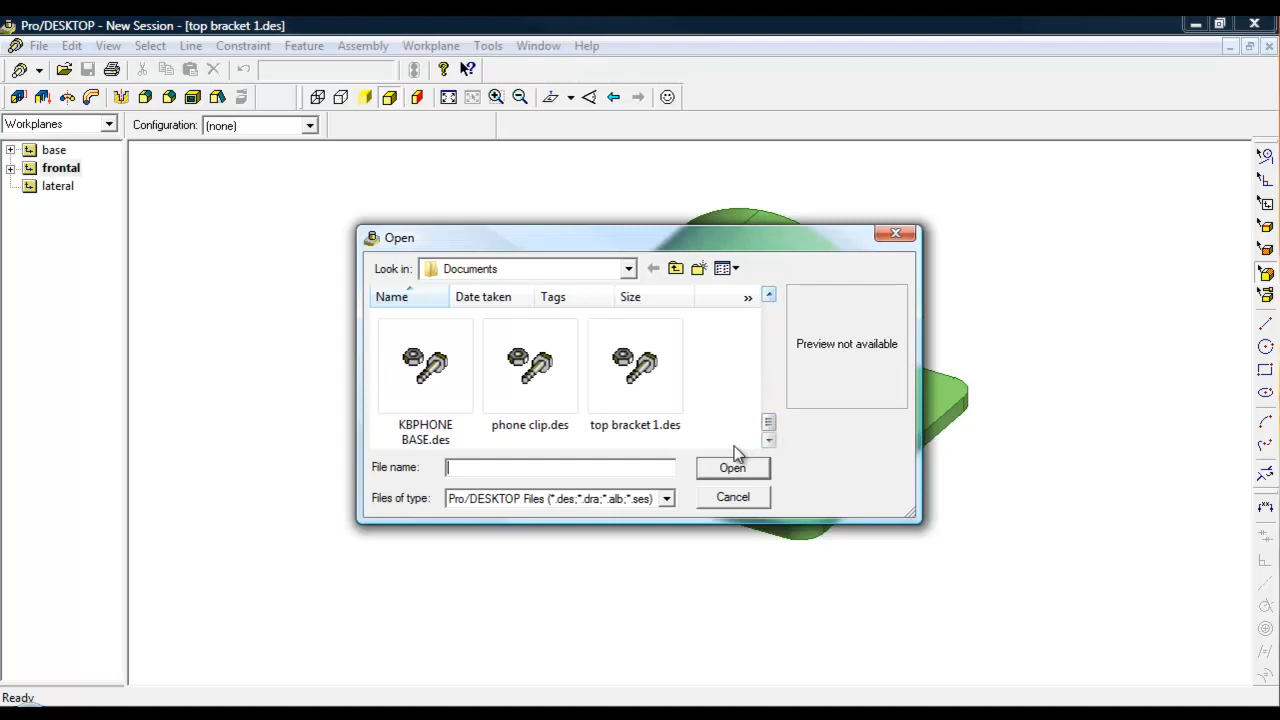 Pro/DESKTOP - New Session - [top bracket 1.des]
File Edit View Select Line Constraint Feature Assembly Workplane Tools Window Help
Workplanes
Configuration: (none)
base
frontal
lateral
Open
Look in: Documents
Name Date taken Tags Size »
Preview not available
KBPHONE BASE.des
phone clip.des
top bracket 1.des
File name:
Open
Files of type: Pro/DESKTOP Files (*.des;*.dra;*.alb;*.ses)
Cancel
Ready